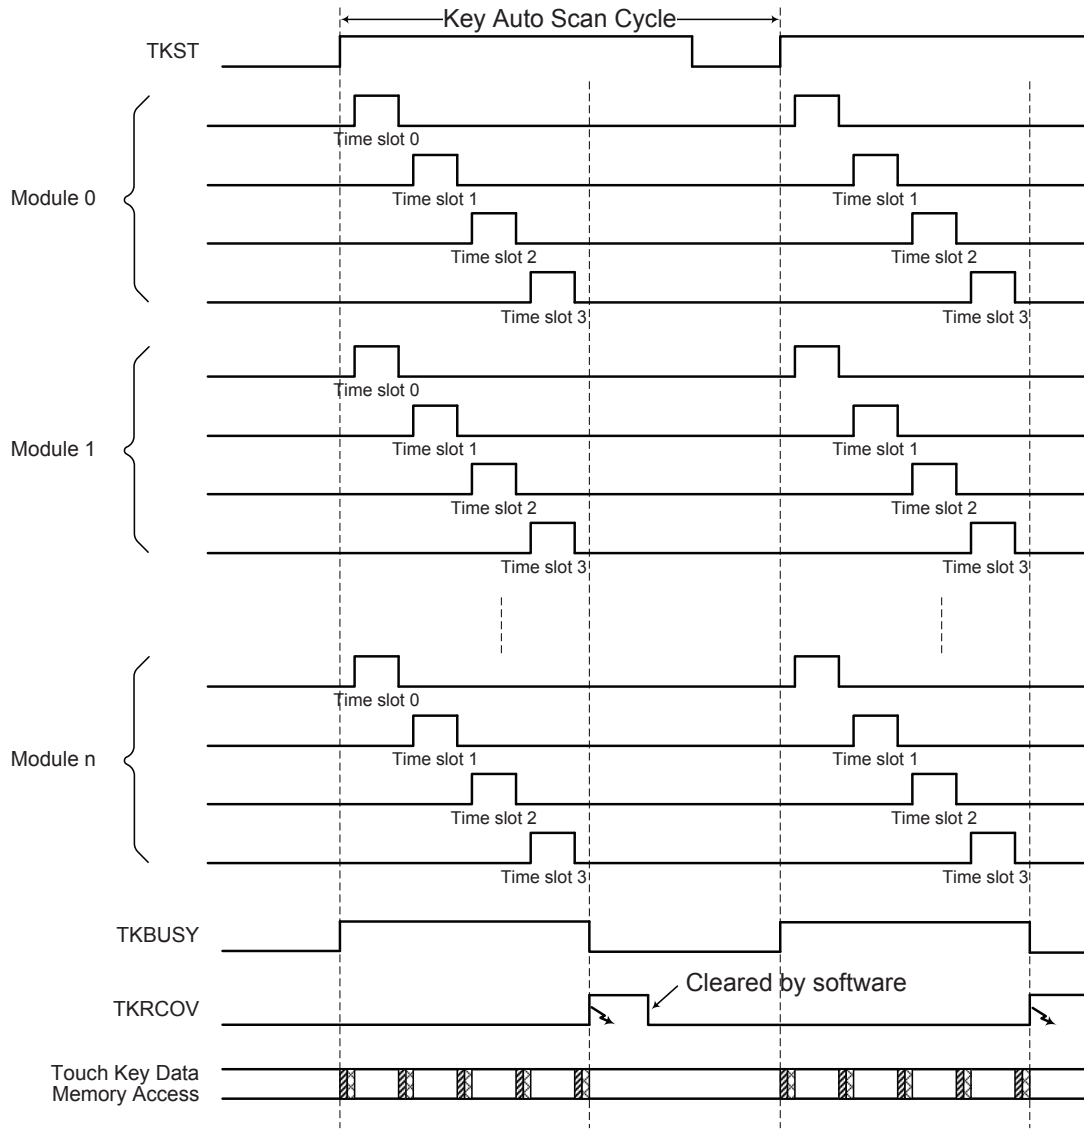 Key Auto Scan Cycle
TKST
Module 0
Time slot 0
Time slot 1
Time slot 1
Time slot 2
Time slot 2
Time slot 3
Time slot 3
Module 1
Time slot 0
Time slot 1
Time slot 1
Time slot 2
Time slot 2
Time slot 3
Time slot 3
Module n
Time slot 0
Time slot 1
Time slot 1
Time slot 2
Time slot 2
Time slot 3
Time slot 3
TKBUSY
Cleared by software
TKRCOV
Touch Key Data
Memory Access